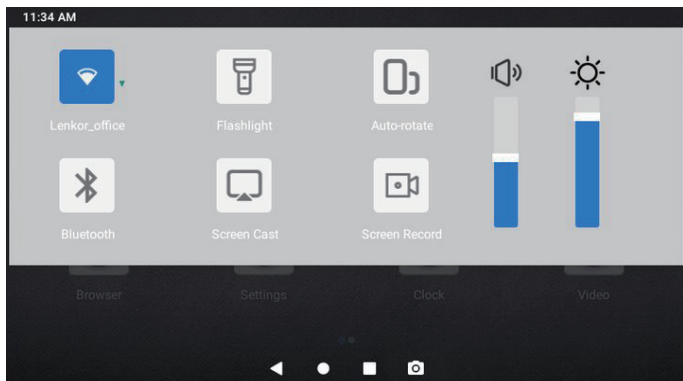 11:34 AM
Lenkor_office
Flashlight
Auto-rotate
Bluetooth
Screen Cast
Screen Record
Browser
Settings
Clock
Video